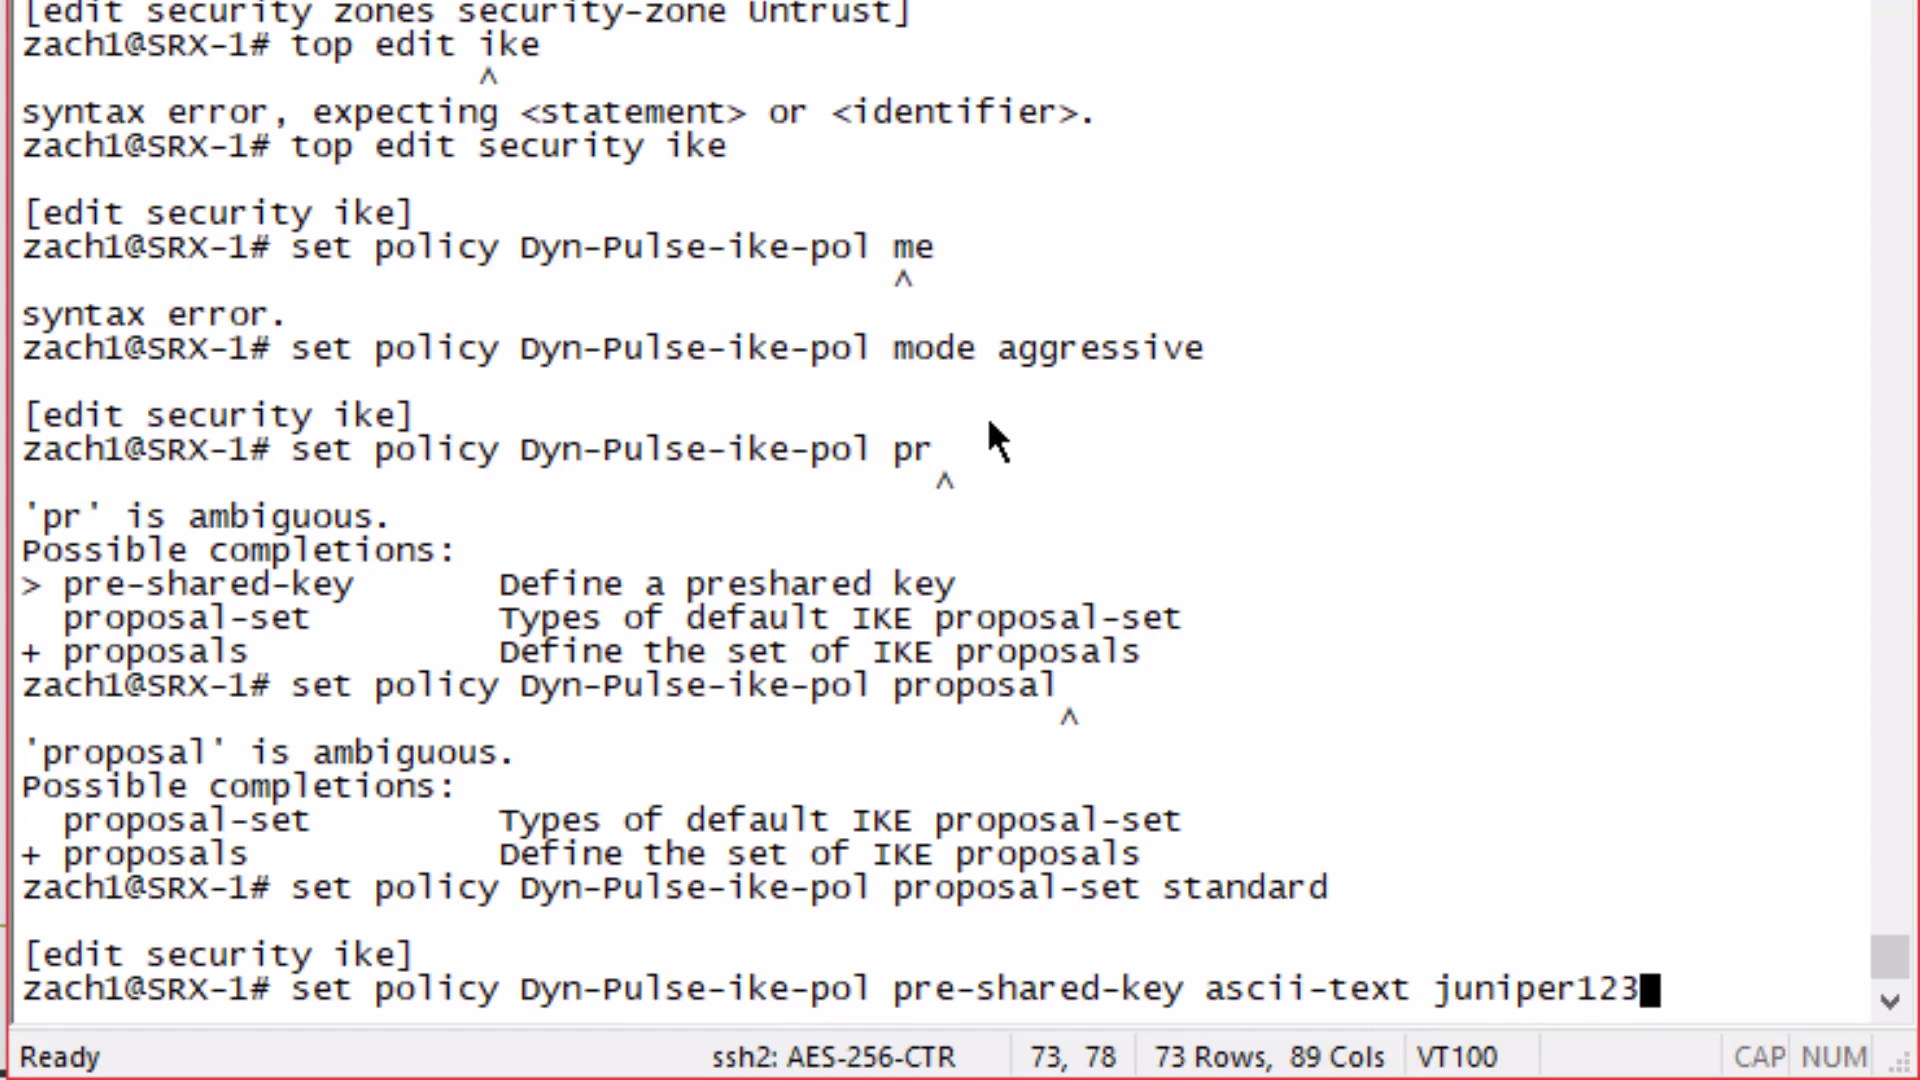 [edit security zones security-zone Untrust]
zach1@SRX-1# top edit ike
^
syntax error, expecting <statement> or <identifier>.
zach1@SRX-1# top edit security ike
[edit security ike]
zach1@SRX-1# set policy Dyn-Pulse-ike-pol me
^
syntax error.
zach1@SRX-1# set policy Dyn-Pulse-ike-pol mode aggressive
[edit security ike]
zach1@SRX-1# set policy Dyn-Pulse-ike-pol pr
^
'pr' is ambiguous.
Possible completions:
> pre-shared-key Define a preshared key
proposal-set Types of default IKE proposal-set
+ proposals Define the set of IKE proposals
zach1@SRX-1# set policy Dyn-Pulse-ike-pol proposal
^
'proposal' is ambiguous.
Possible completions:
proposal-set Types of default IKE proposal-set
+ proposals Define the set of IKE proposals
zach1@SRX-1# set policy Dyn-Pulse-ike-pol proposal-set standard
[edit security ike]
zach1@SRX-1# set policy Dyn-Pulse-ike-pol pre-shared-key ascii-text juniper123
Ready ssh2: AES-256-CTR 73, 78 73 Rows, 89 Cols VT100 CAP NUM